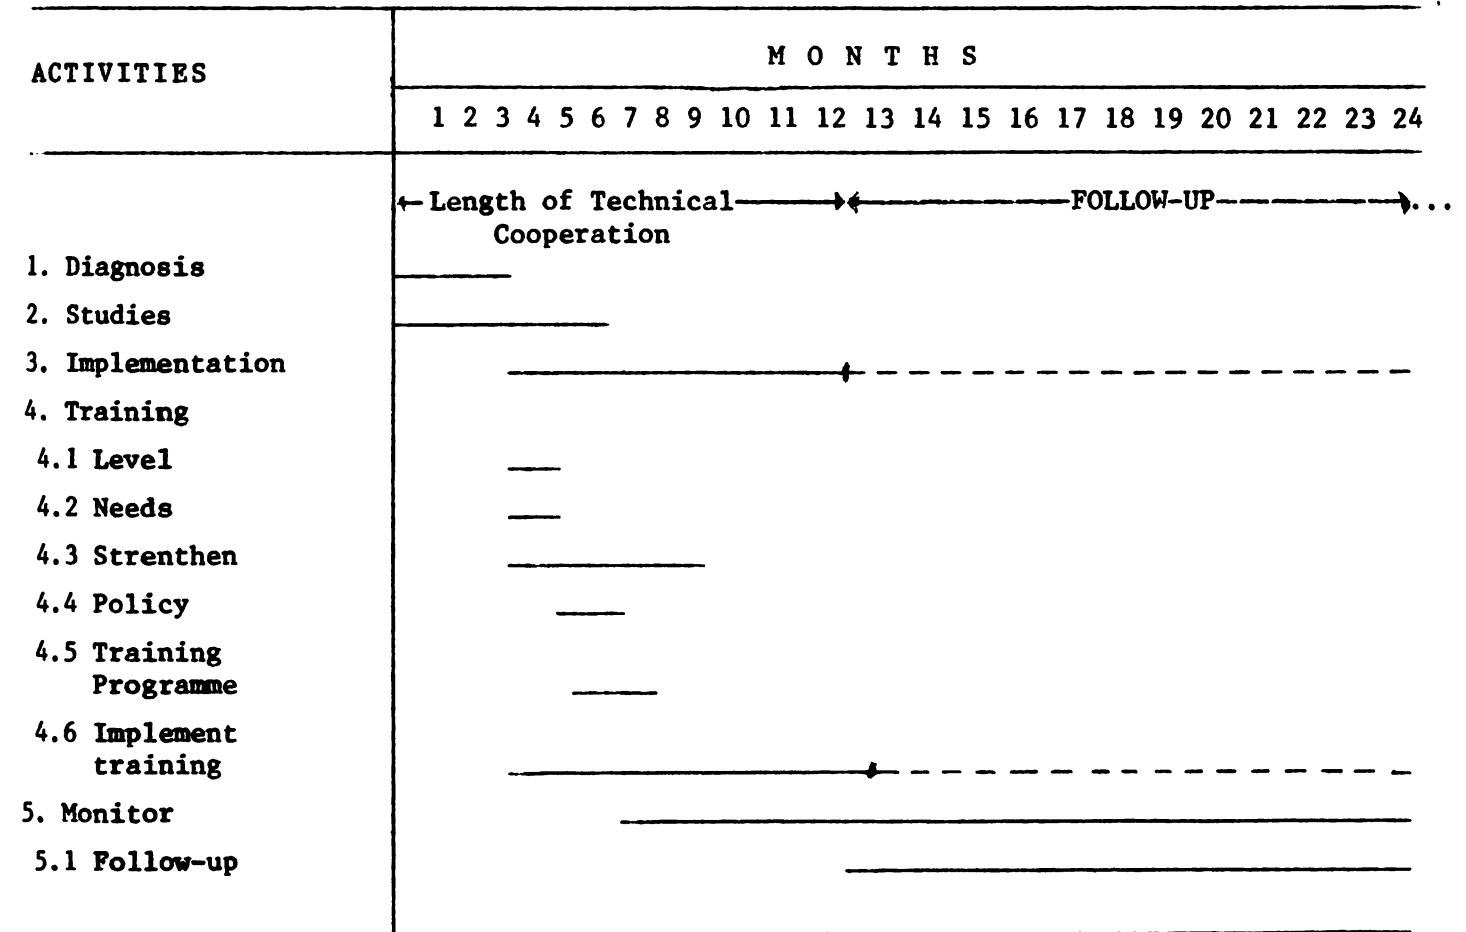 M O N T H S
ACTIVITIES
1 2 3 4 5 6 7 8 9 10 11 12 13 14 15 16 17 18 19 20 21 22 23 24
Length of Technical FOLLOW-UP ...
Cooperation
1. Diagnosis
2. Studies
3. Implementation
4. Training
4.1 Level
4.2 Needs
4.3 Strenthen
4.4 Policy
4.5 Training
Programme
4.6 Implement
training
5. Monitor
5.1 Follow-up